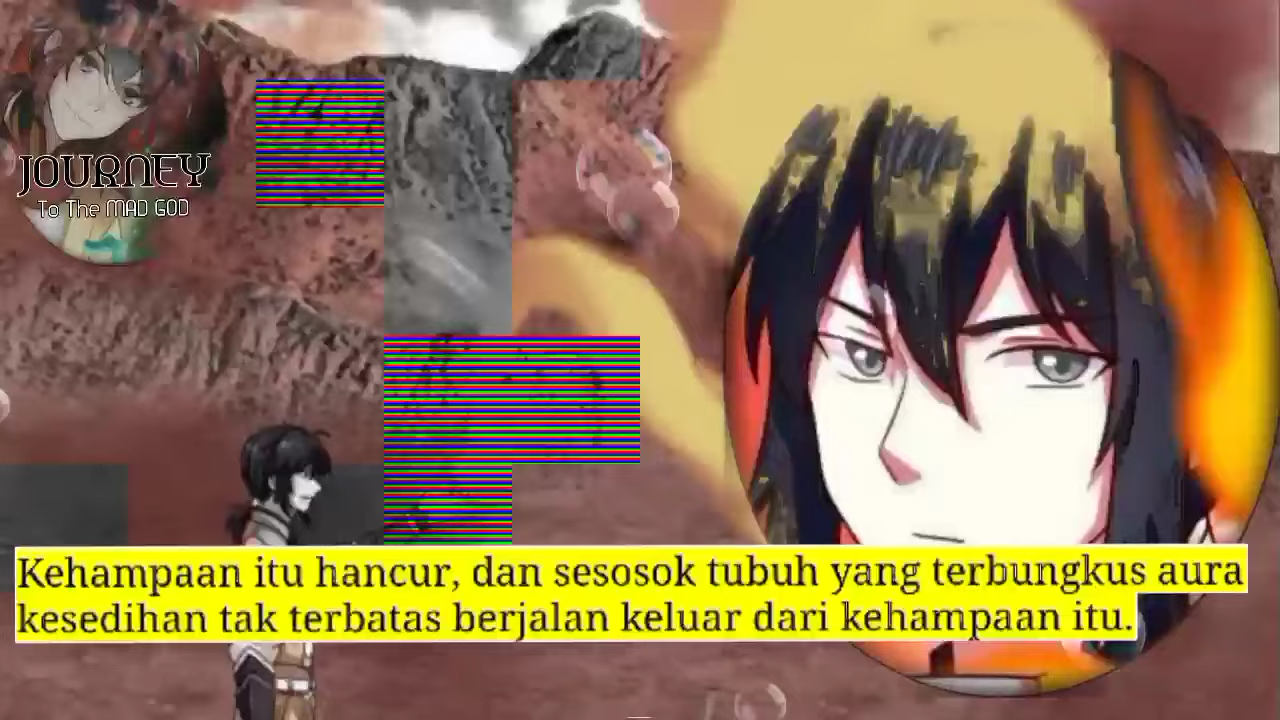 JOURNEY
To The MAD GOD
Kehampaan itu hancur, dan sesosok tubuh yang terbungkus aura
kesedihan tak terbatas berjalan keluar dari kehampaan itu.